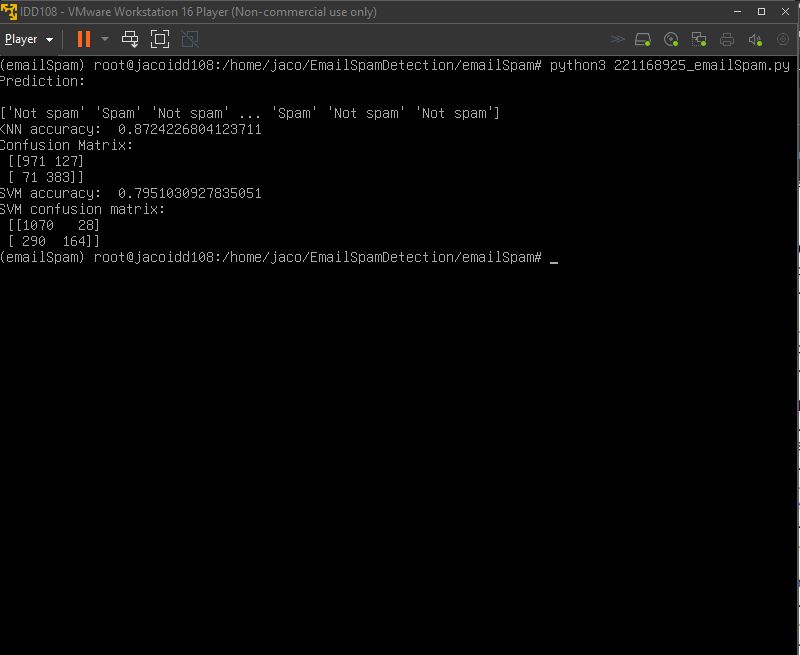 IDD108 - VMware Workstation 16 Player (Non-commercial use only)
Player
(emailSpam) root@jacoidd108:/home/jaco/EmailSpamDetection/emailSpam# python3 221168925_emailSpam.py
Prediction:
['Not spam' 'Spam' 'Not spam' ... 'Spam' 'Not spam' 'Not spam']
KNN accuracy:  0.8724226804123711
Confusion Matrix:
 [[971 127]
 [ 71 383]]
SVM accuracy:  0.7951030927835051
SVM confusion matrix:
 [[1070   28]
 [ 290  164]]
(emailSpam) root@jacoidd108:/home/jaco/EmailSpamDetection/emailSpam# _